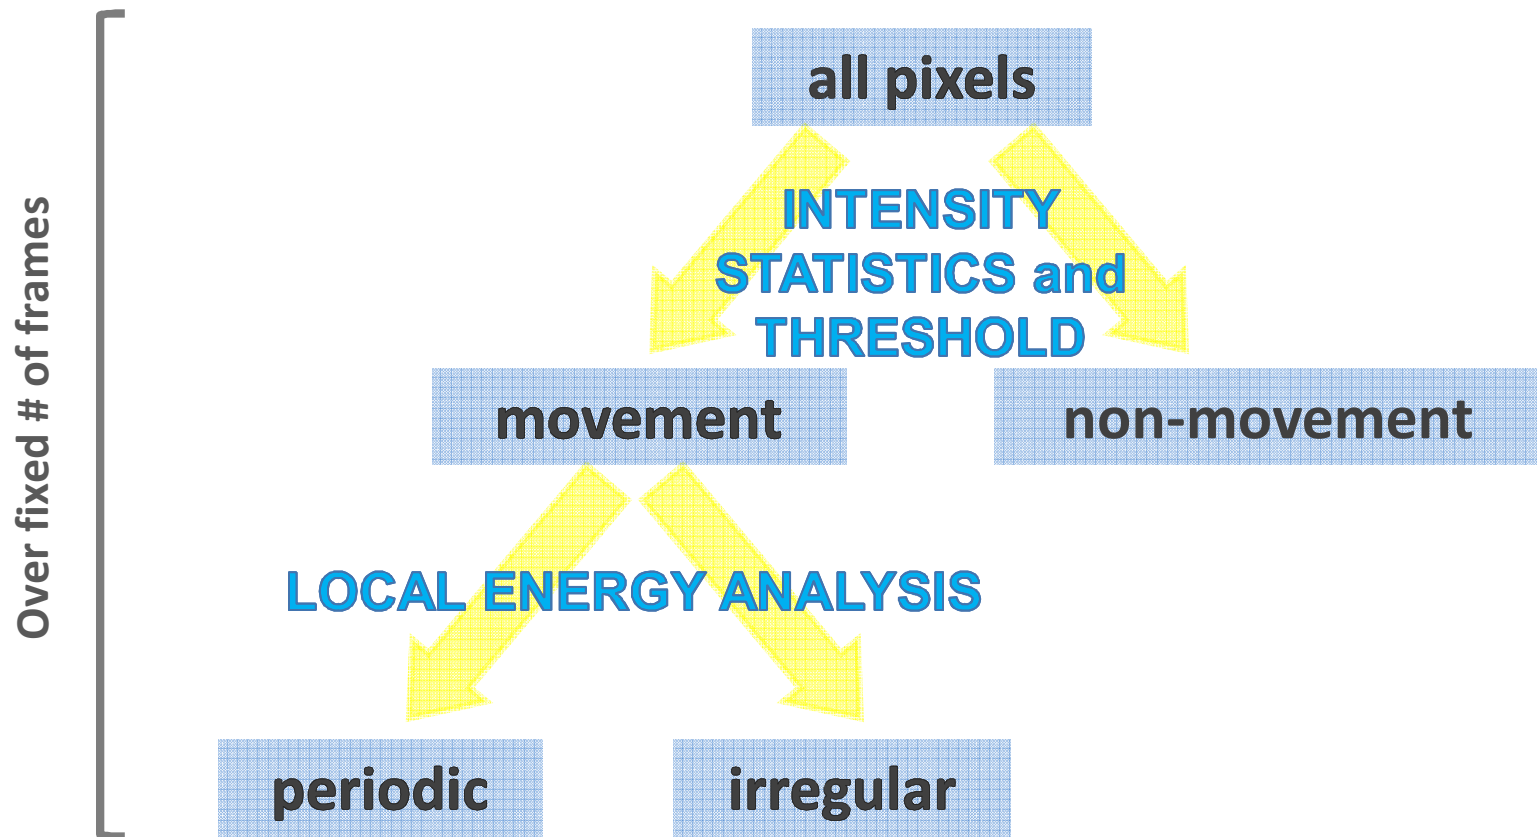 Over fixed # of frames
all pixels
INTENSITY
STATISTICS and
THRESHOLD
movement
non-movement
LOCAL ENERGY ANALYSIS
periodic
irregular